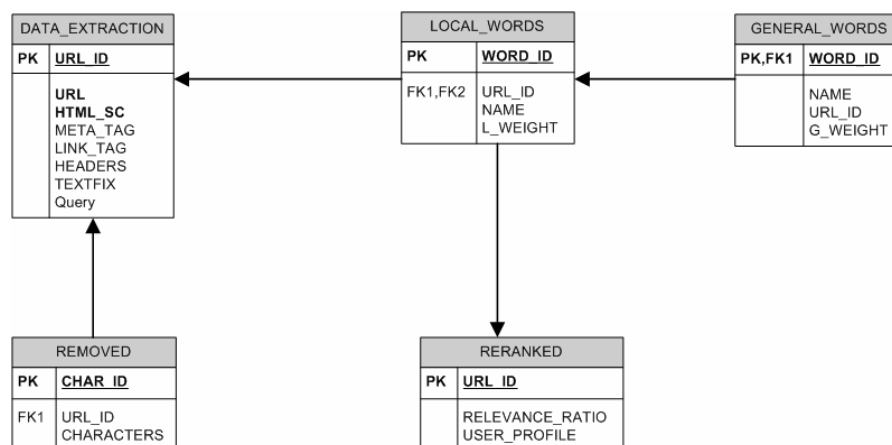 DATA_EXTRACTION
PK URL_ID
URL
HTML_SC
META_TAG
LINK_TAG
HEADERS
TEXTFIX
Query
LOCAL_WORDS
PK WORD_ID
FK1,FK2 URL_ID
NAME
L_WEIGHT
GENERAL_WORDS
PK,FK1 WORD_ID
NAME
URL_ID
G_WEIGHT
REMOVED
PK CHAR_ID
FK1 URL_ID
CHARACTERS
RERANKED
PK URL_ID
RELEVANCE_RATIO
USER_PROFILE